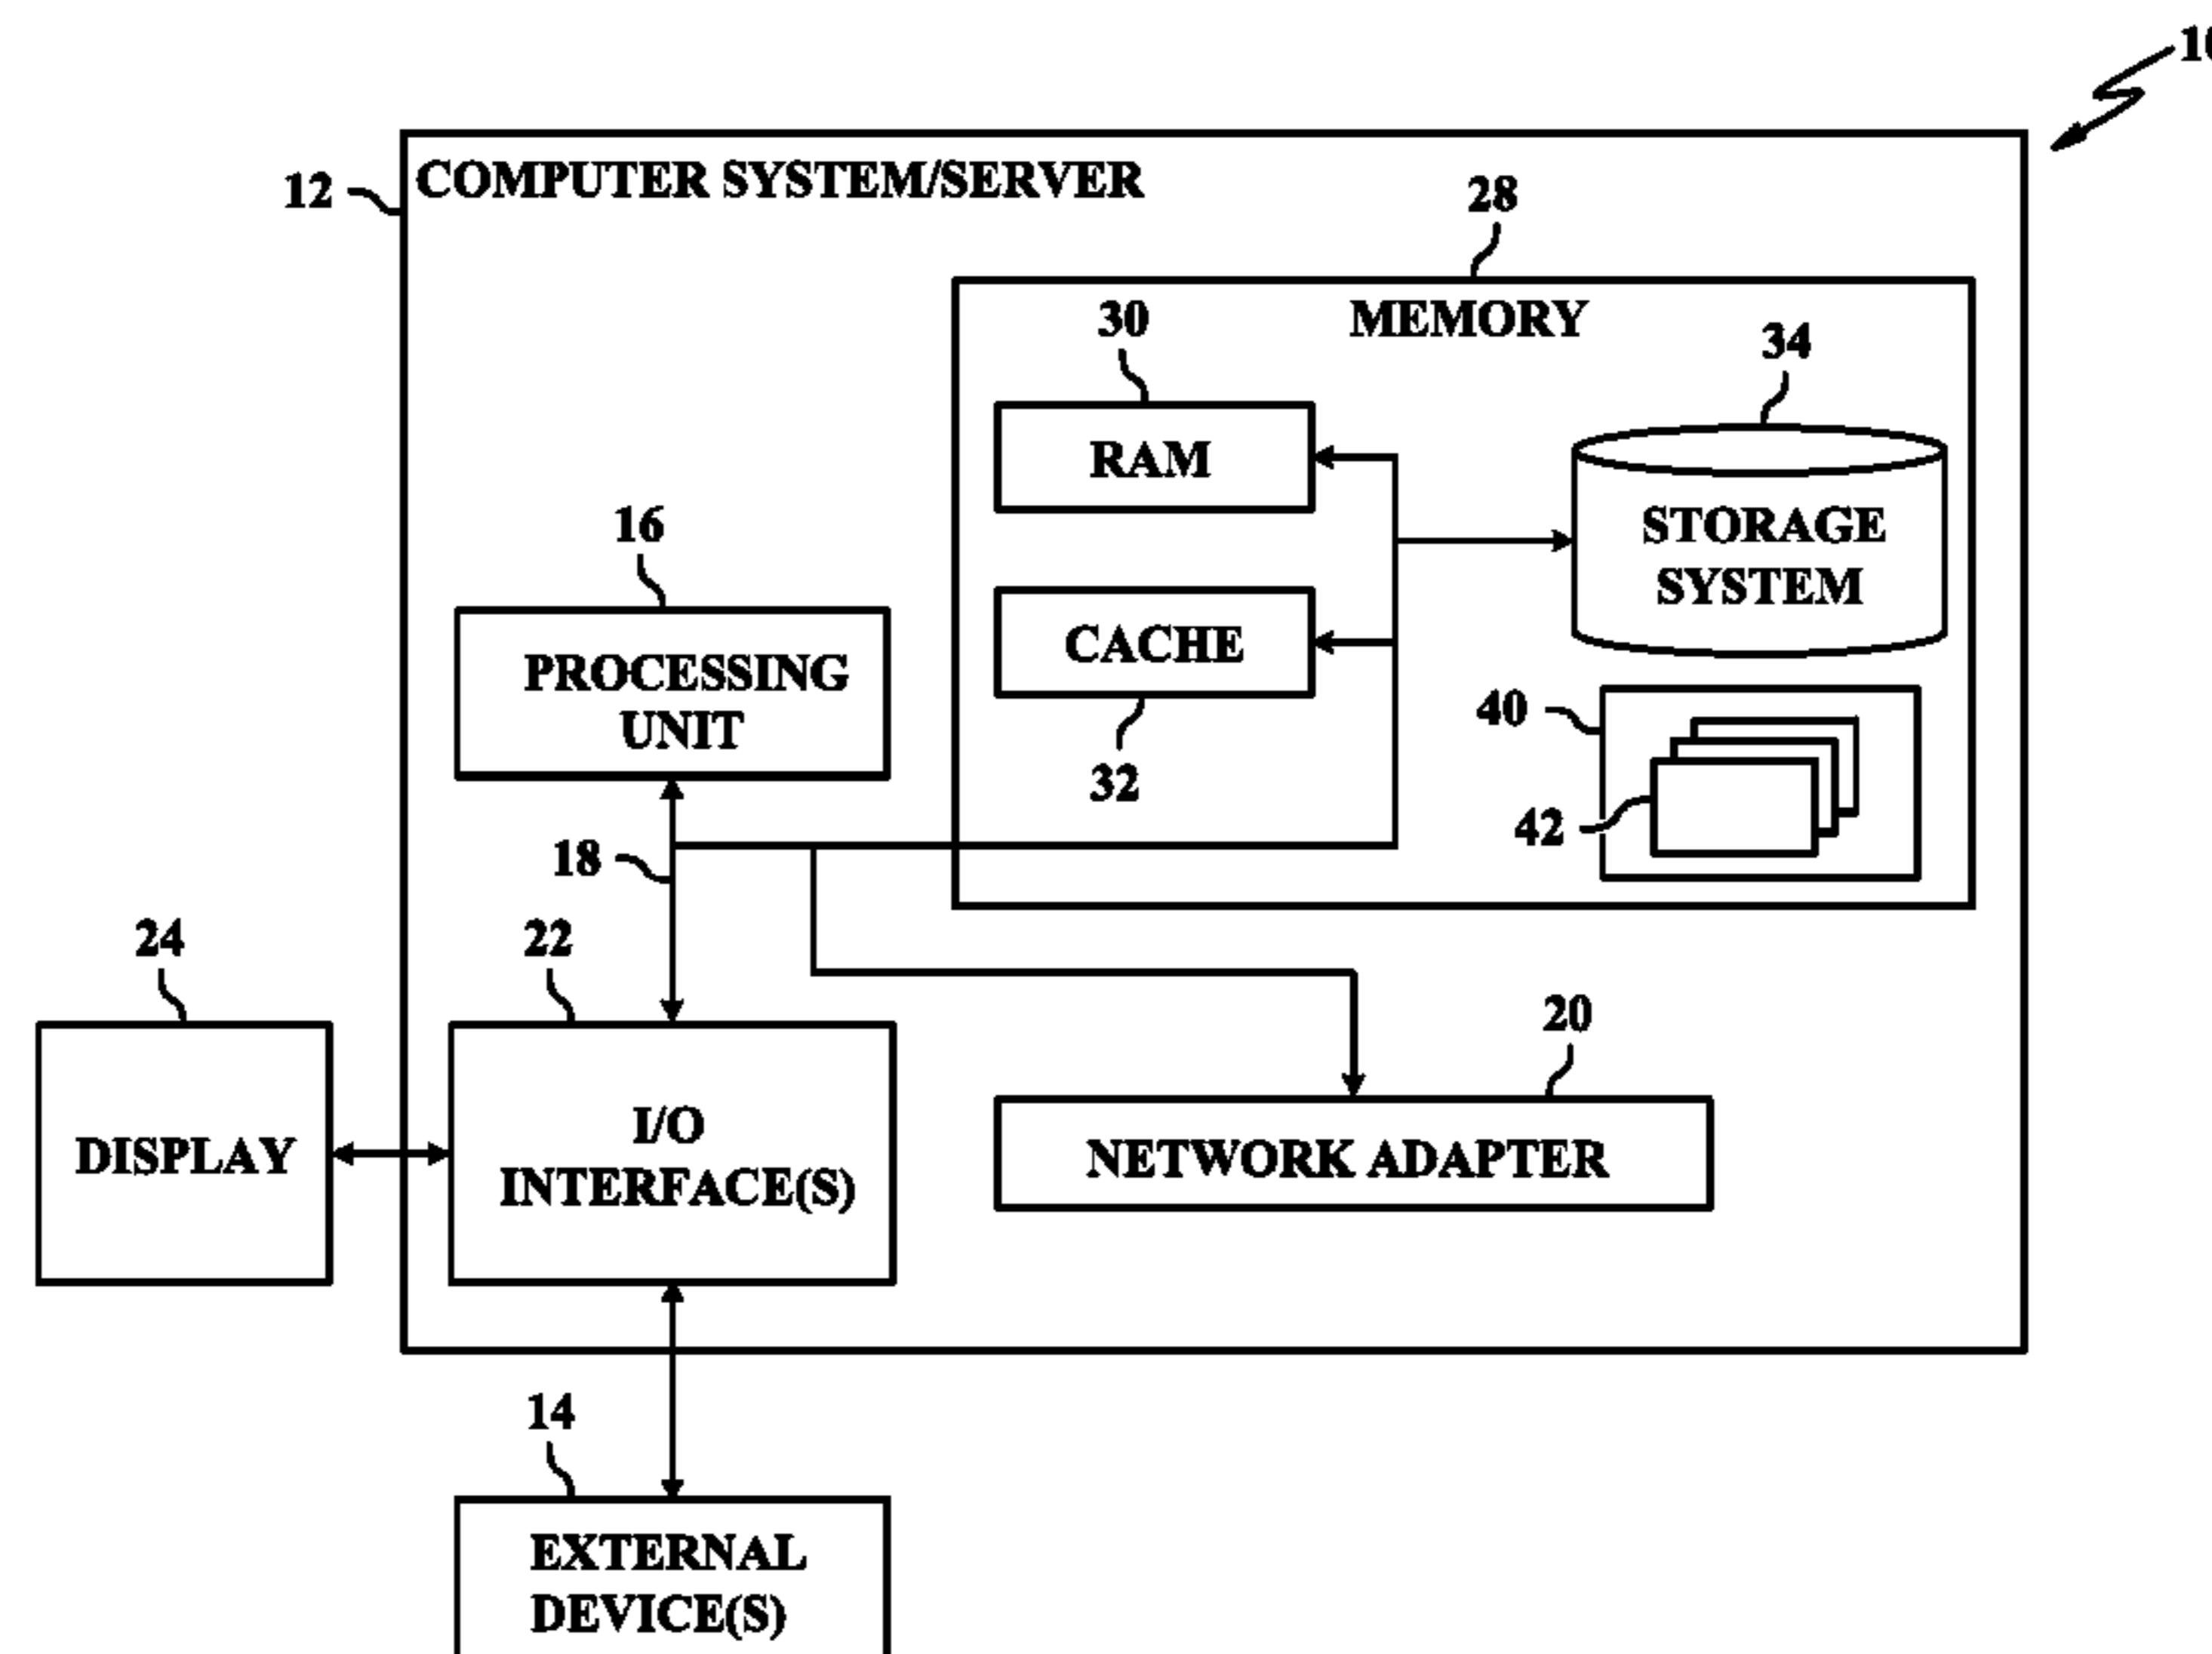 12
COMPUTER SYSTEM/SERVER
28
MEMORY
30
34
RAM
STORAGE
SYSTEM
16
PROCESSING
UNIT
CACHE
32
40
42
18
24
22
20
DISPLAY
I/O
INTERFACE(S)
NETWORK ADAPTER
14
EXTERNAL
DEVICE(S)